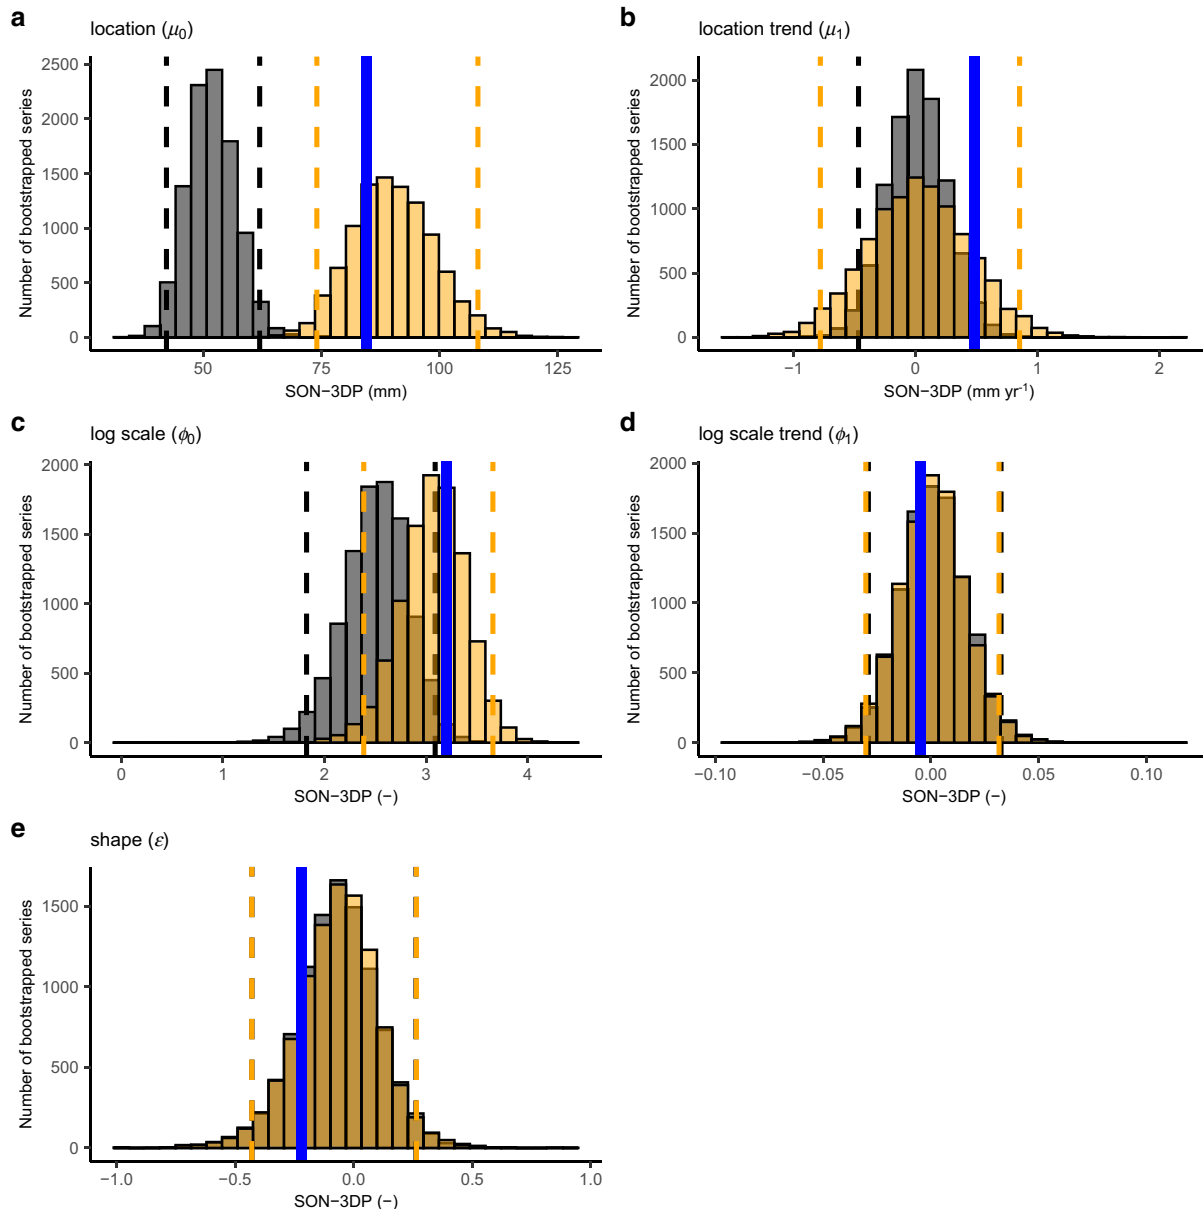 a
location (μ0)
Number of bootstrapped series
2500
2000
1500
1000
500
0
50
75
100
125
SON−3DP (mm)
b
location trend (μ1)
Number of bootstrapped series
2000
1500
1000
500
0
−1
0
1
2
SON−3DP (mm yr-1)
c
log scale (ϕ0)
Number of bootstrapped series
2000
1500
1000
500
0
0
1
2
3
4
SON−3DP (−)
d
log scale trend (ϕ1)
Number of bootstrapped series
2000
1500
1000
500
0
−0.10
−0.05
0.00
0.05
0.10
SON−3DP (−)
e
shape (ε)
Number of bootstrapped series
1500
1000
500
0
−1.0
−0.5
0.0
0.5
1.0
SON−3DP (−)